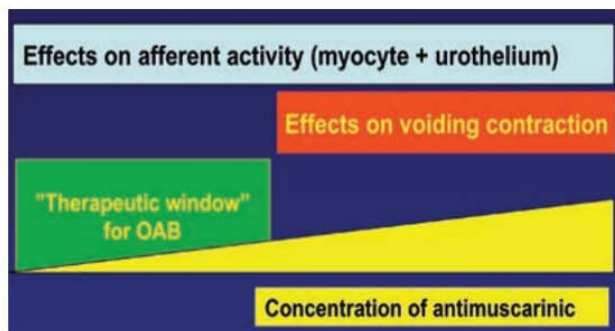 Effects on afferent activity (myocyte + urothelium)
Effects on voiding contraction
"Therapeutic window"
for OAB
Concentration of antimuscarinic